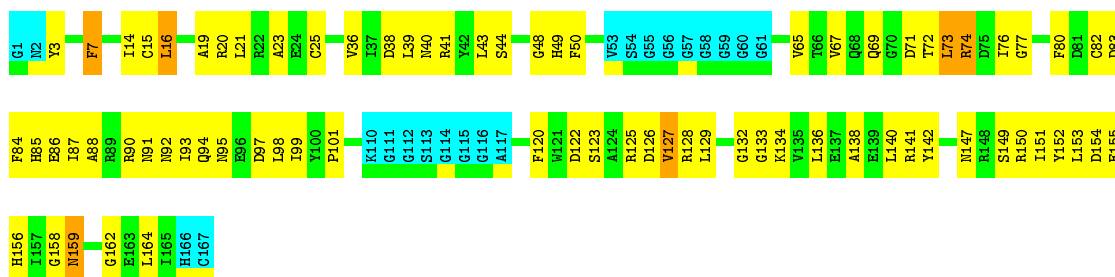 G1 N2 Y3 F7 I14 C15 L16 A19 R20 L21 R22 A23 E24 C25 V36 I37 D38 L39 N40 R41 Y42 L43 S44 G48 H49 F50 V53 S54 G55 G56 Q57 G58 G59 G60 G61 V65 T66 V67 Q68 Q69 G70 D71 T72 L73 R74 D75 I76 G77 F80 D81 C82
F84 H85 E86 I87 A88 R89 R90 N91 N92 I93 Q94 N95 E96 D97 L98 I99 Y100 P101 K110 G111 G112 S113 G114 G115 G116 A117 F120 W121 D122 S123 A124 R125 D126 V127 R128 L129 G132 G133 K134 V135 L136 E137 A138 E139 L140 R141 Y142 N147 R148 S149 R150 I151 Y152 L153 D154
H156 I157 G158 N159 G162 E163 L164 I165 H166 C167